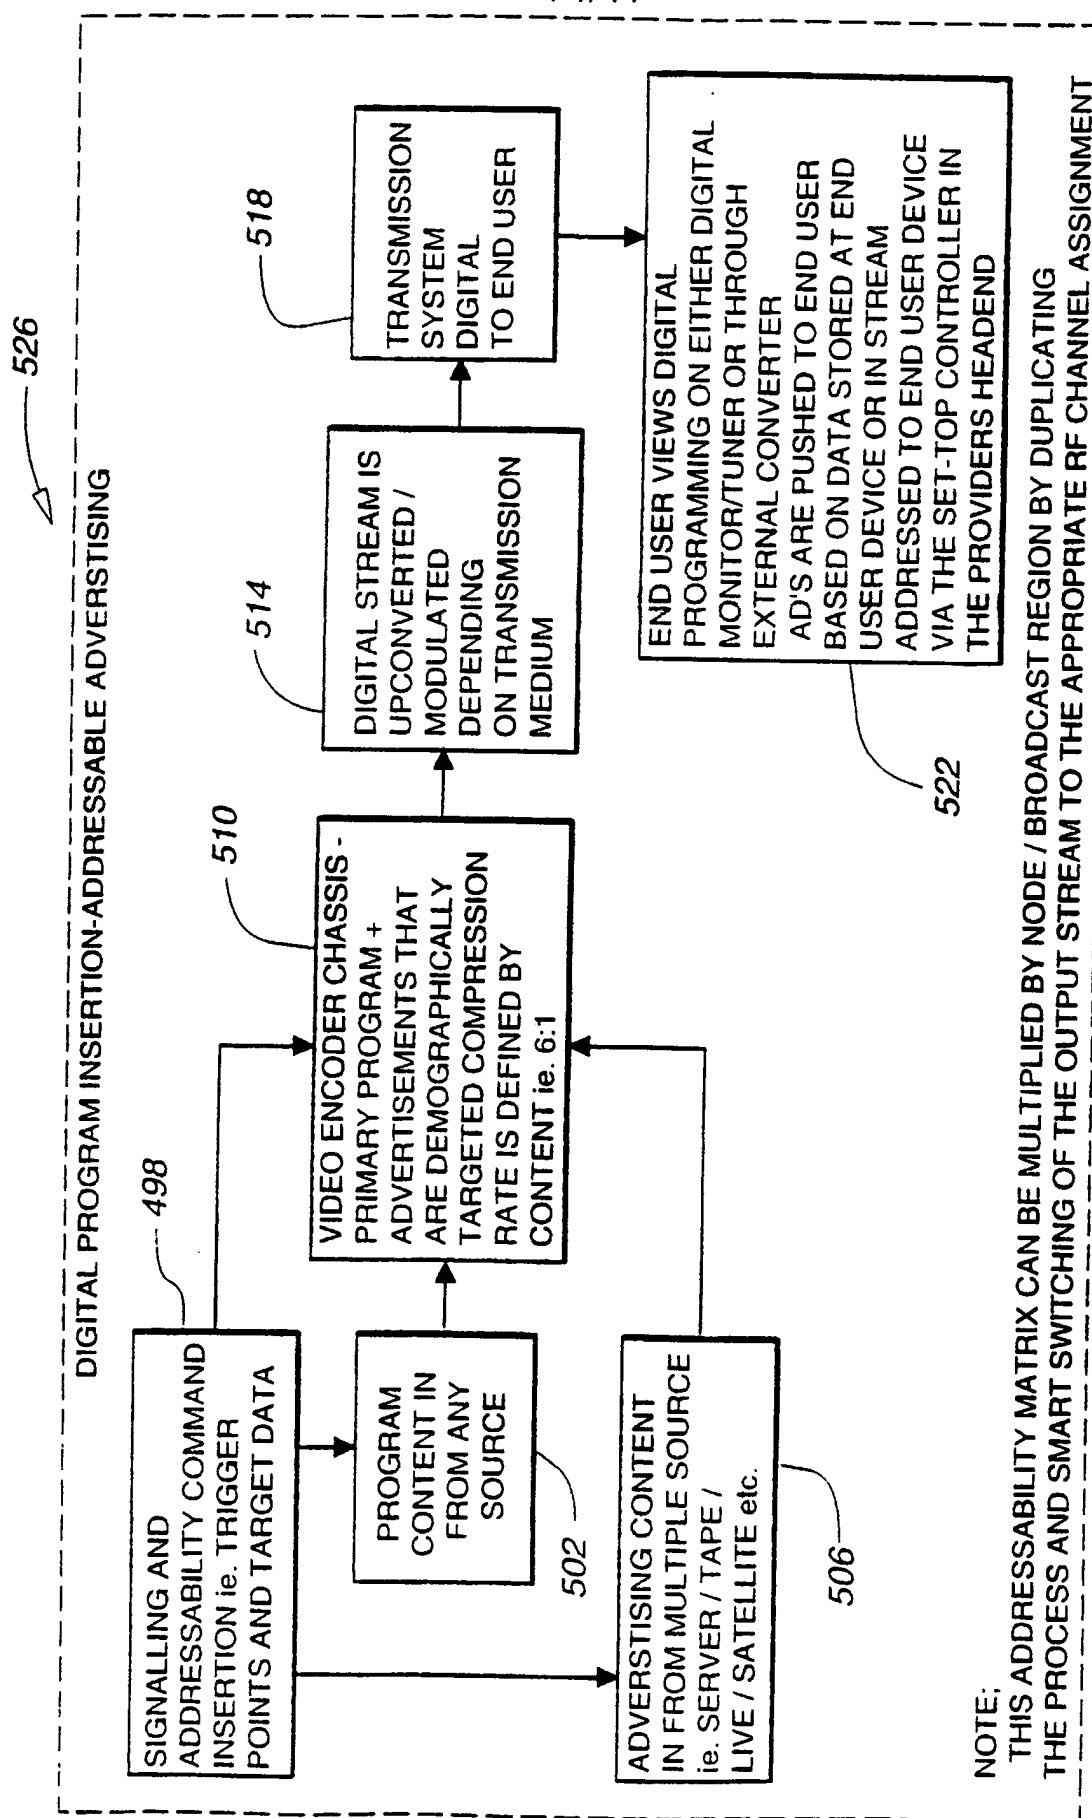 526
DIGITAL PROGRAM INSERTION-ADDRESSABLE ADVERSTISING
498
SIGNALLING AND
ADDRESSABILITY COMMAND
INSERTION ie. TRIGGER
POINTS AND TARGET DATA
PROGRAM
CONTENT IN
FROM ANY
SOURCE
502
ADVERSTISING CONTENT
IN FROM MULTIPLE SOURCE
ie. SERVER / TAPE /
LIVE / SATELLITE etc.
506
510
VIDEO ENCODER CHASSIS -
PRIMARY PROGRAM +
ADVERTISEMENTS THAT
ARE DEMOGRAPHICALLY
TARGETED COMPRESSION
RATE IS DEFINED BY
CONTENT ie. 6:1
514
DIGITAL STREAM IS
UPCONVERTED /
MODULATED
DEPENDING
ON TRANSMISSION
MEDIUM
518
TRANSMISSION
SYSTEM
DIGITAL
TO END USER
END USER VIEWS DIGITAL
PROGRAMMING ON EITHER DIGITAL
MONITOR/TUNER OR THROUGH
EXTERNAL CONVERTER
AD'S ARE PUSHED TO END USER
BASED ON DATA STORED AT END
USER DEVICE OR IN STREAM
ADDRESSED TO END USER DEVICE
VIA THE SET-TOP CONTROLLER IN
THE PROVIDERS HEADEND
522
NOTE;
THIS ADDRESSABILITY MATRIX CAN BE MULTIPLIED BY NODE / BROADCAST REGION BY DUPLICATING
THE PROCESS AND SMART SWITCHING OF THE OUTPUT STREAM TO THE APPROPRIATE RF CHANNEL ASSIGNMENT